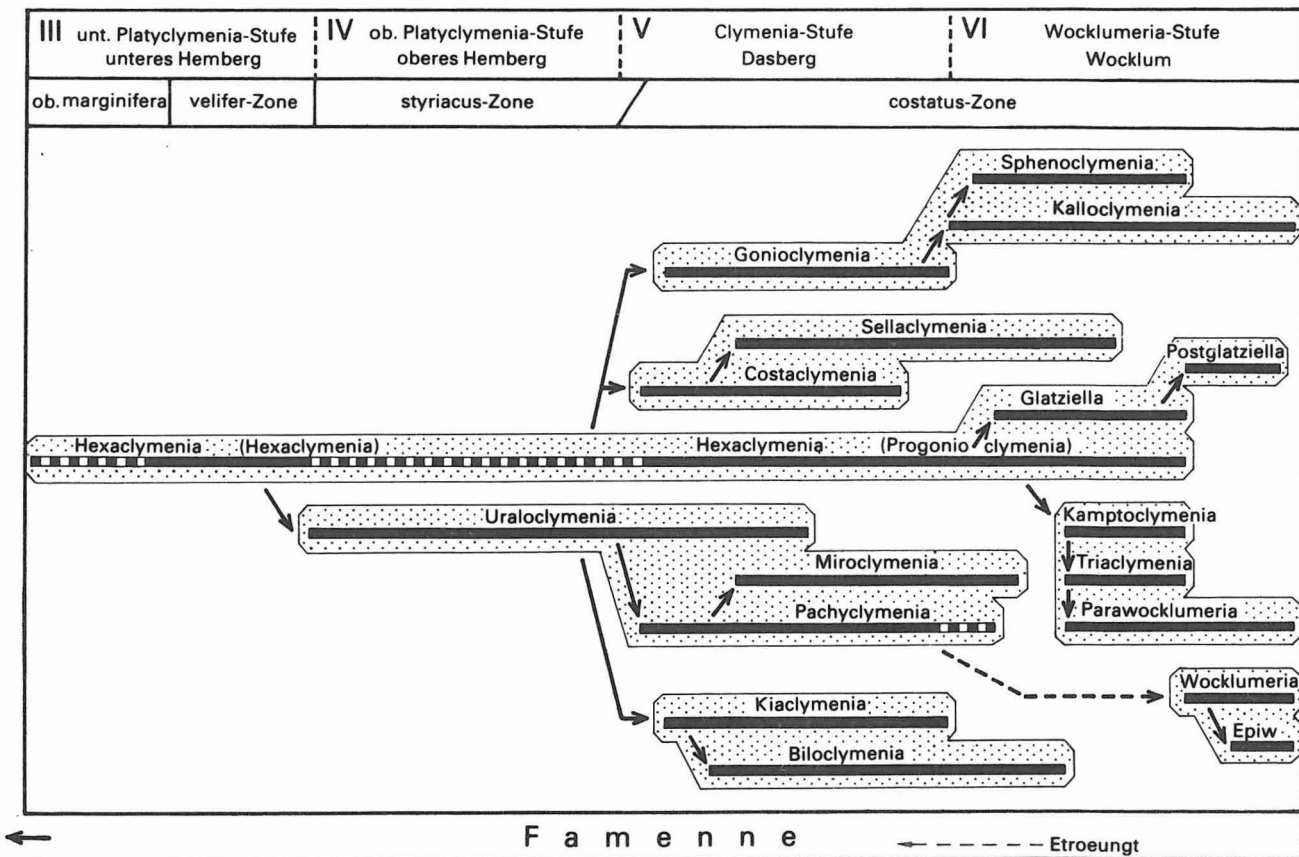 III unt. Platyclymenia-Stufe
unteres Hemberg
IV ob. Platyclymenia-Stufe
oberes Hemberg
V Clymenia-Stufe
Dasberg
VI Wocklumeria-Stufe
Wocklum
ob. marginifera
velifer-Zone
styriacus-Zone
costatus-Zone
Sphenoclymenia
Kalloclymenia
Gonioclymenia
Sellaclymenia
Postglatziella
Costaclymenia
Glatziella
Hexaclymenia (Hexaclymenia) Hexaclymenia (Progonio clymenia)
Uraloclymenia
Kamptoclymenia
Miroclymenia
Triaclymenia
Pachyclymenia
Parawocklumeria
Wocklumeria
Kiaclymenia
Epiw
Biloclymenia
Famenne
Etroeungt